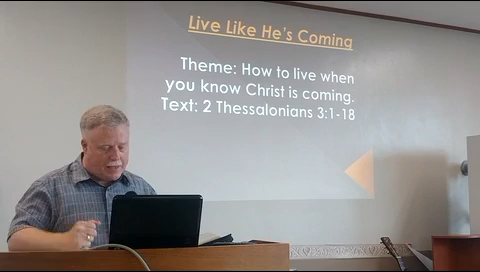 Live Like He's Coming
Theme: How to live when
you know Christ is coming.
Text: 2 Thessalonians 3:1-18